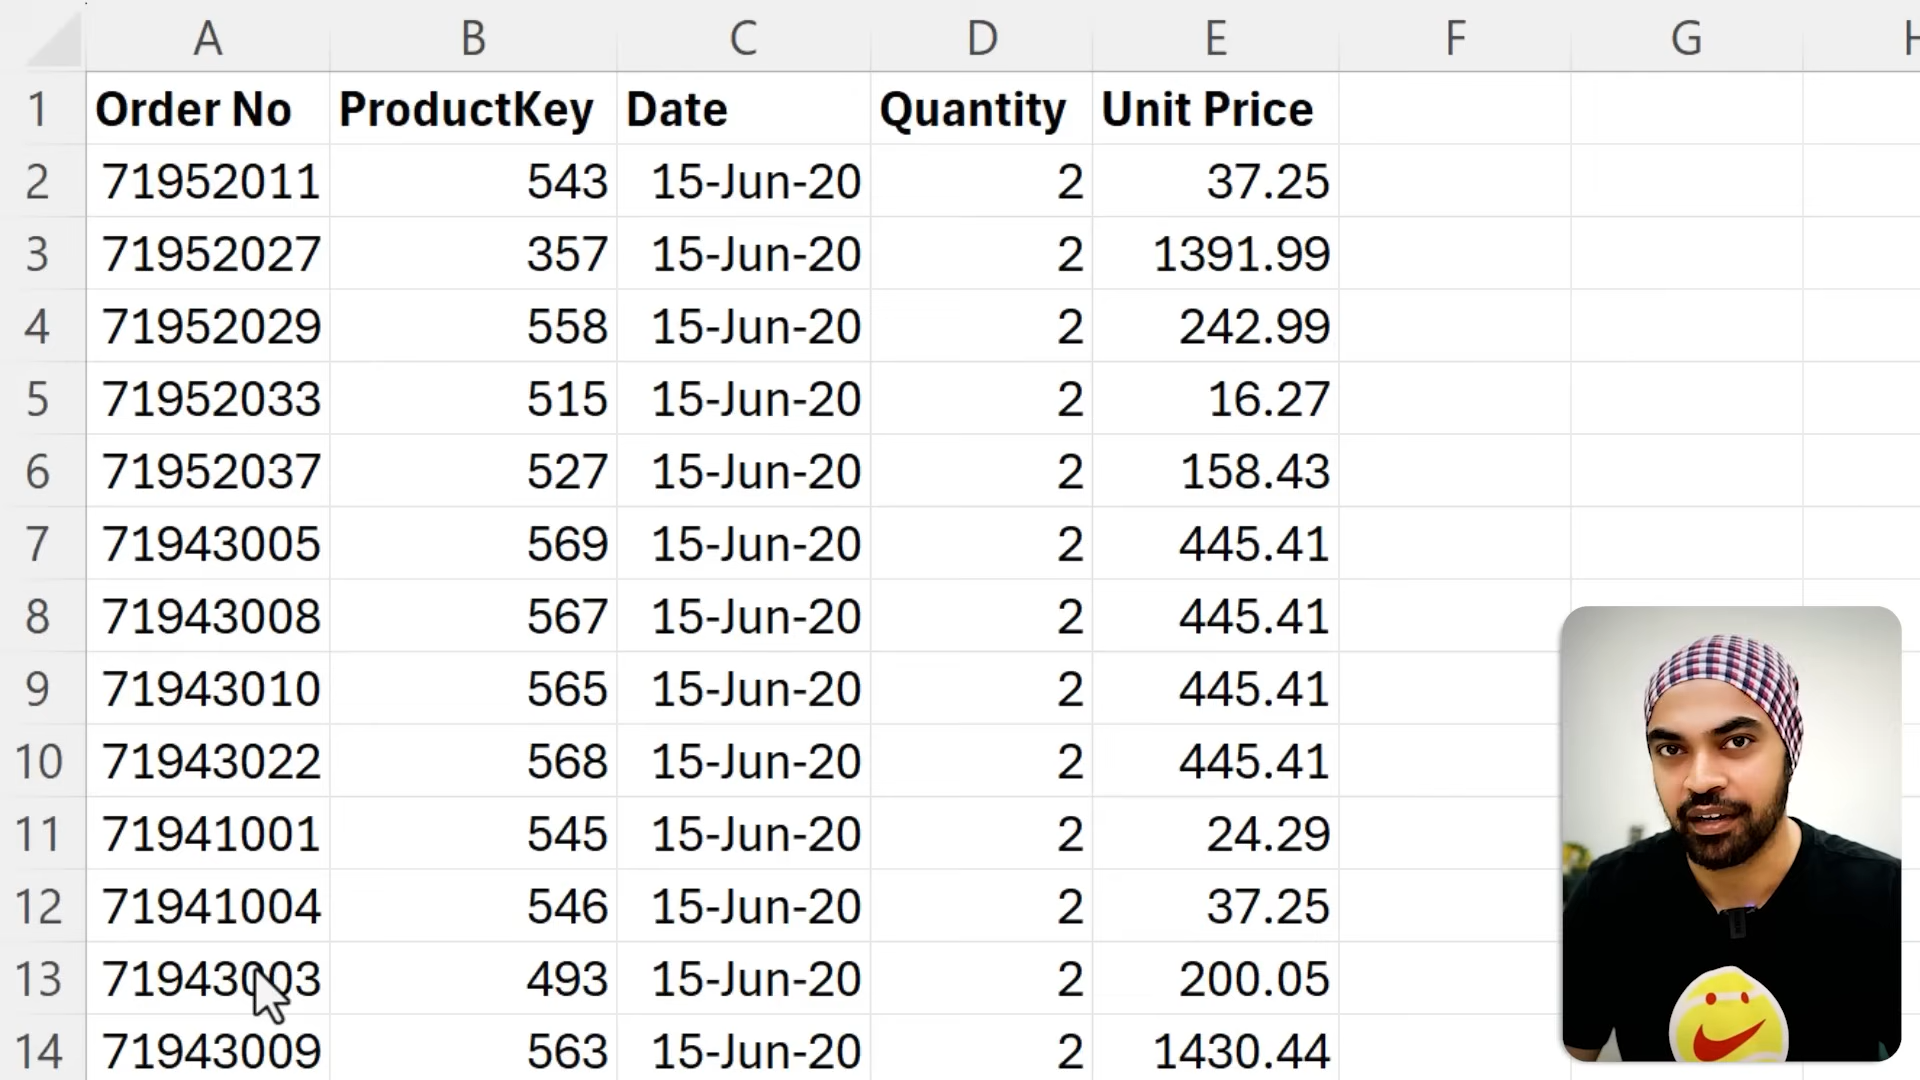 A B C D E F G H
1 Order No ProductKey Date Quantity Unit Price
2 71952011 543 15-Jun-20 2 37.25
3 71952027 357 15-Jun-20 2 1391.99
4 71952029 558 15-Jun-20 2 242.99
5 71952033 515 15-Jun-20 2 16.27
6 71952037 527 15-Jun-20 2 158.43
7 71943005 569 15-Jun-20 2 445.41
8 71943008 567 15-Jun-20 2 445.41
9 71943010 565 15-Jun-20 2 445.41
10 71943022 568 15-Jun-20 2 445.41
11 71941001 545 15-Jun-20 2 24.29
12 71941004 546 15-Jun-20 2 37.25
13 71943003 493 15-Jun-20 2 200.05
14 71943009 563 15-Jun-20 2 1430.44